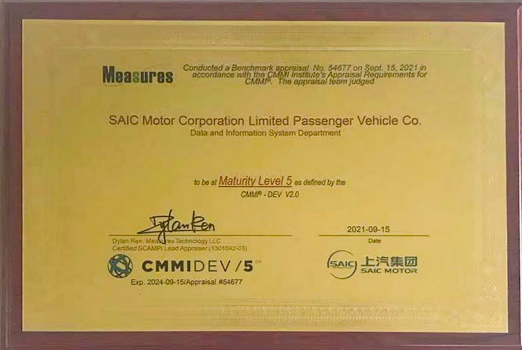 Measures
Conducted a Benchmark appraisal, No. 54677 on Sept. 15, 2021 in
accordance with the CMMI Institute's Appraisal Requirements for
CMMI®. The appraisal team judged
SAIC Motor Corporation Limited Passenger Vehicle Co.
Data and Information System Department
to be at Maturity Level 5 as defined by the
CMMI® - DEV V2.0
Dylan Ren
2021-09-15
Dylan Ren, Measures Technology LLC
Certified SCAMPI Lead Appraiser (1301042-03)
Date
CMMIDEV/5
SAIC
上汽集团
SAIC MOTOR
Exp. 2024-09-15/Appraisal #54677